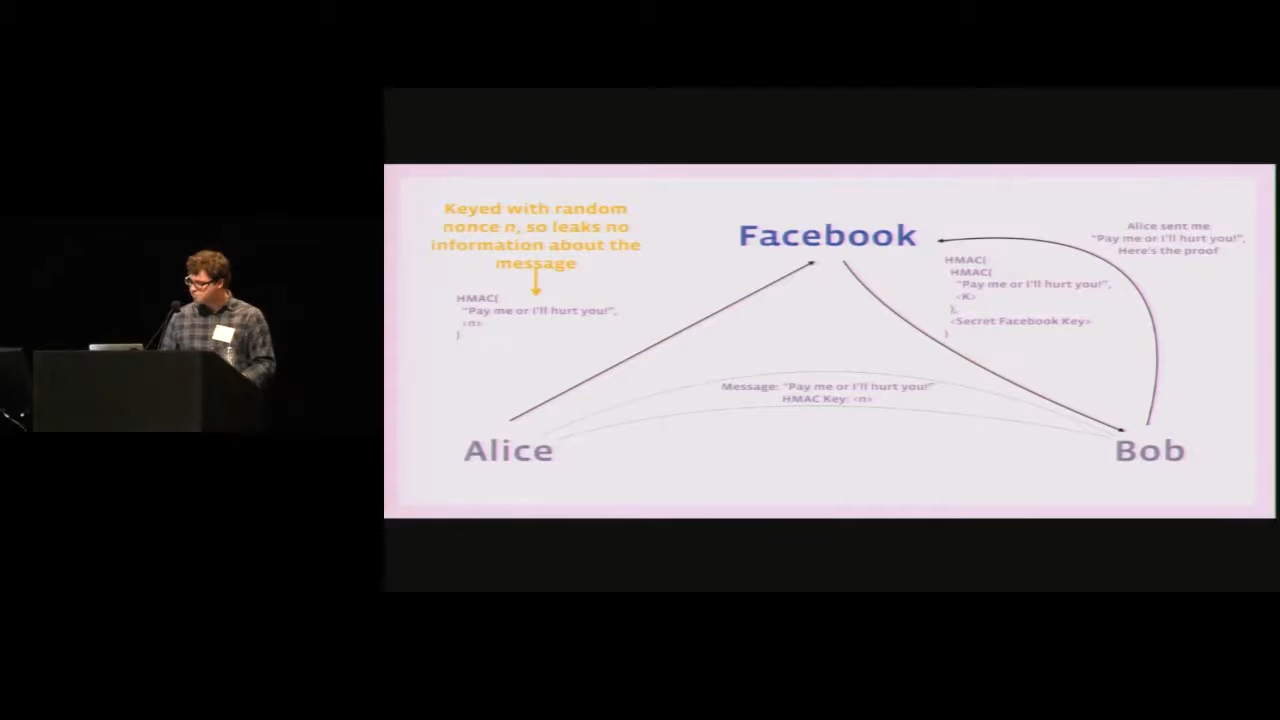 Keyed with random
nonce n, so leaks no
information about the
message
HMAC(
"Pay me or I'll hurt you!",
<n>
)
Facebook
Alice sent me
"Pay me or I'll hurt you!",
Here's the proof
HMAC(
HMAC(
"Pay me or I'll hurt you!",
<K>
),
<Secret Facebook Key>
)
Message: "Pay me or I'll hurt you!"
HMAC Key: <n>
Alice
Bob